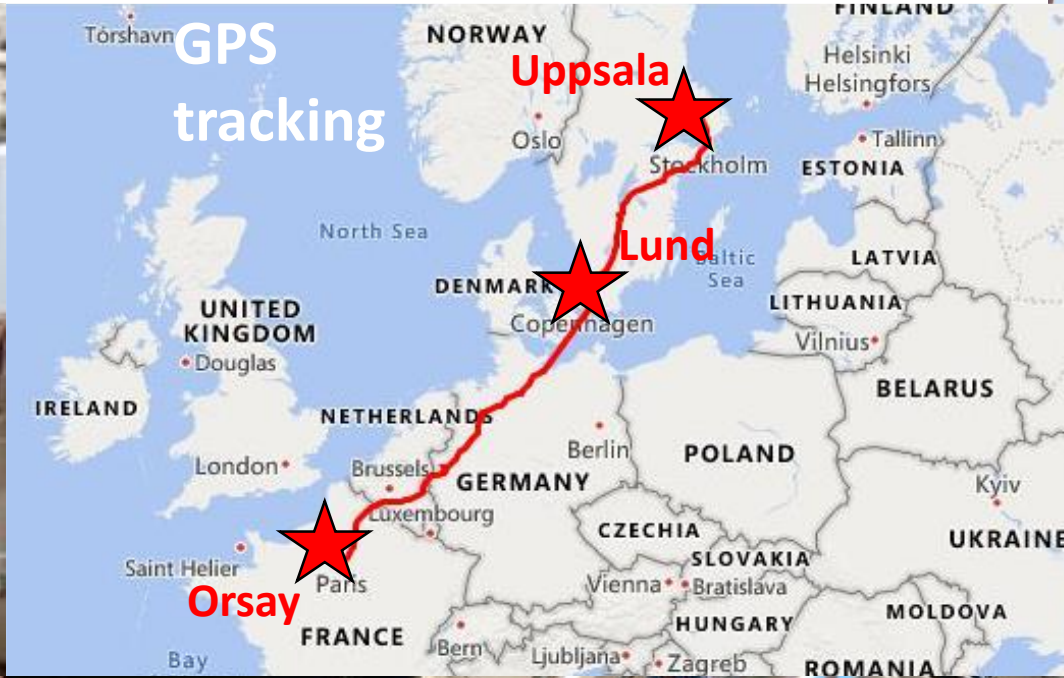 FINLAND
Tórshavn
GPS
tracking
NORWAY
Uppsala
Helsinki
Helsingfors
Oslo
Tallinn
Stockholm
ESTONIA
North Sea
Lund
Baltic
Sea
LATVIA
DENMARK
UNITED
KINGDOM
LITHUANIA
Copenhagen
Vilnius
Douglas
BELARUS
IRELAND
NETHERLANDS
Berlin
POLAND
London
Brussels
GERMANY
Kyiv
Luxembourg
CZECHIA
UKRAINE
SLOVAKIA
Saint Helier
Paris
Vienna
Bratislava
Orsay
MOLDOVA
HUNGARY
FRANCE
Bern
Ljubljana
Zagreb
Bay
ROMANIA